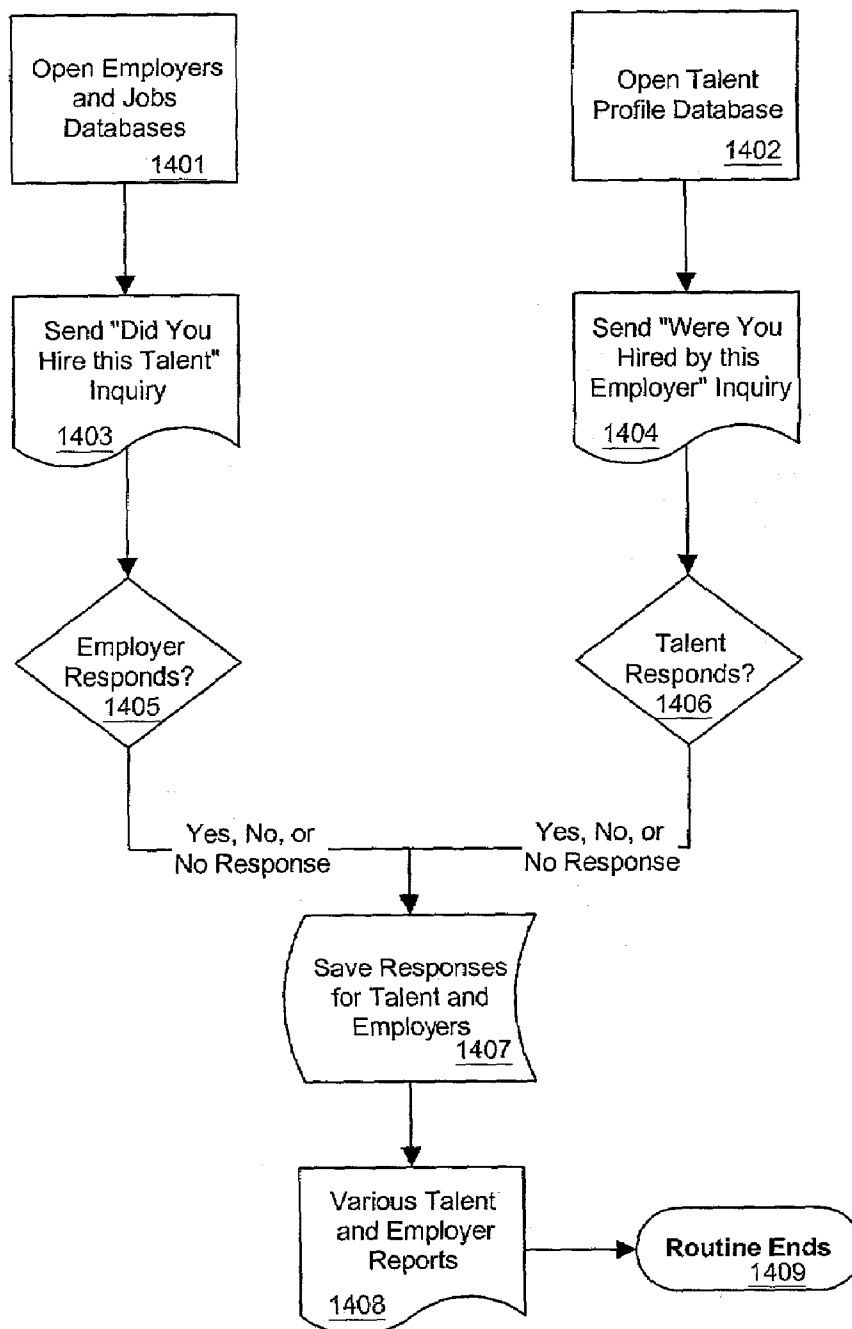 Open Employers
and Jobs
Databases
1401
Open Talent
Profile Database
1402
Send "Did You
Hire this Talent"
Inquiry
1403
Send "Were You
Hired by this
Employer" Inquiry
1404
Employer
Responds?
1405
Talent
Responds?
1406
Yes, No, or
No Response
Yes, No, or
No Response
Save Responses
for Talent and
Employers
1407
Various Talent
and Employer
Reports
1408
Routine Ends
1409